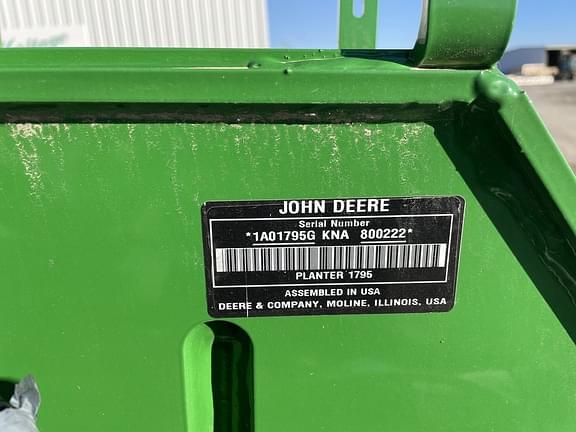 JOHN DEERE
Serial Number
*1A01795G KNA 800222*
PLANTER 1795
ASSEMBLED IN USA
DEERE & COMPANY, MOLINE, ILLINOIS, USA